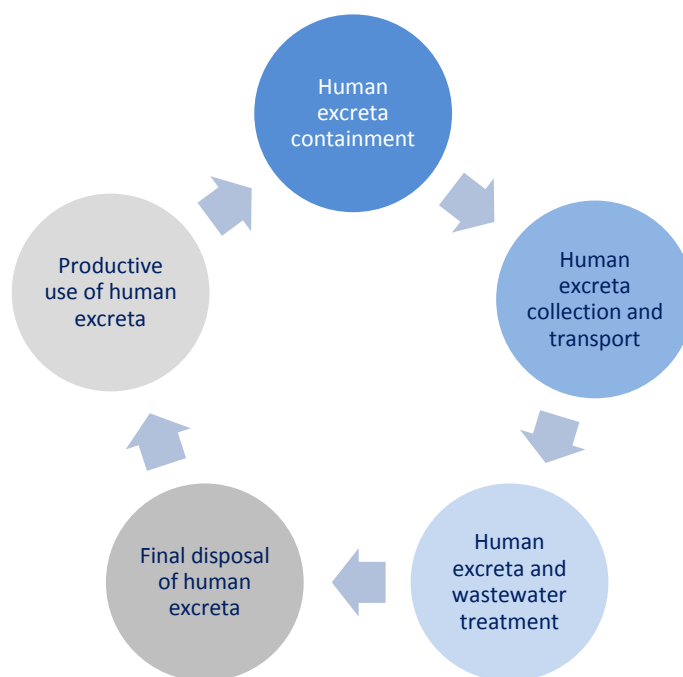 Human
excreta
containment
Human
excreta
collection and
transport
Human
excreta and
wastewater
treatment
Final disposal
of human
excreta
Productive
use of human
excreta